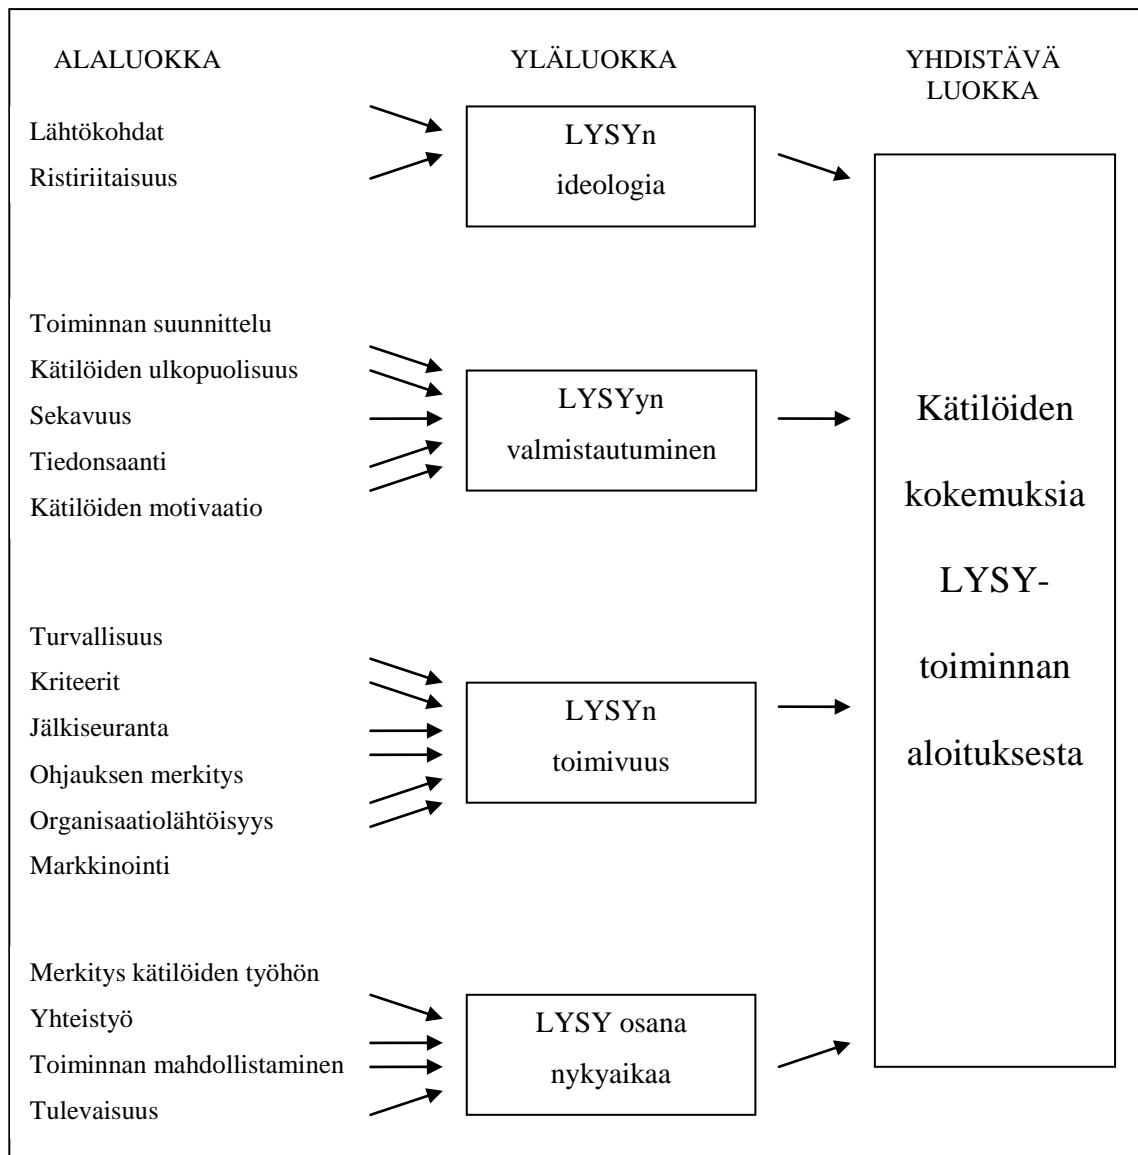 ALALUOKKA
YLÄLUOKKA
YHDISTÄVÄ
LUOKKA
Lähtökohdat
Ristiriitaisuus
LYSYn
ideologia
Toiminnan suunnittelu
Kätilöiden ulkopuolisuus
Sekavuus
Tiedonsaanti
Kätilöiden motivaatio
LYSYyn
valmistautuminen
Turvallisuus
Kriteerit
Jälkiseuranta
Ohjauksen merkitys
Organisaatiolähtöisyys
Markkinointi
LYSYn
toimivuus
Merkitys kätilöiden työhön
Yhteistyö
Toiminnan mahdollistaminen
Tulevaisuus
LYSY osana
nykyaikaa
Kätilöiden
kokemuksia
LYSY-
toiminnan
aloituksesta